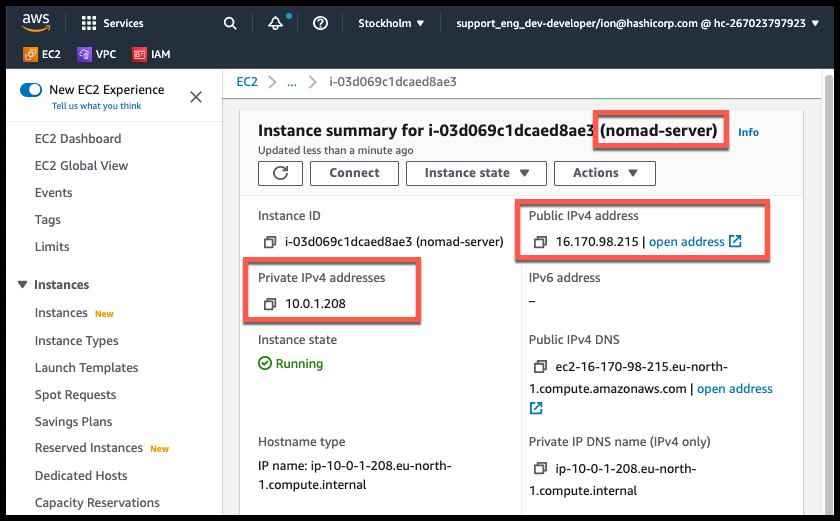 aws
Services
Stockholm ▼
support_eng_dev-developer/ion@hashicorp.com @ hc-267023797923 ▼
EC2
VPC
IAM
New EC2 Experience
Tell us what you think
EC2 Dashboard
EC2 Global View
Events
Tags
Limits
Instances
Instances New
Instance Types
Launch Templates
Spot Requests
Savings Plans
Reserved Instances New
Dedicated Hosts
Capacity Reservations
EC2 > ... > i-03d069c1dcaed8ae3
Instance summary for i-03d069c1dcaed8ae3 (nomad-server) Info
Updated less than a minute ago
Connect
Instance state ▼
Actions ▼
Instance ID
i-03d069c1dcaed8ae3 (nomad-server)
Public IPv4 address
16.170.98.215 | open address
Private IPv4 addresses
10.0.1.208
IPv6 address
–
Instance state
Running
Public IPv4 DNS
ec2-16-170-98-215.eu-north-
1.compute.amazonaws.com | open address
Hostname type
IP name: ip-10-0-1-208.eu-north-
1.compute.internal
Private IP DNS name (IPv4 only)
ip-10-0-1-208.eu-north-
1.compute.internal